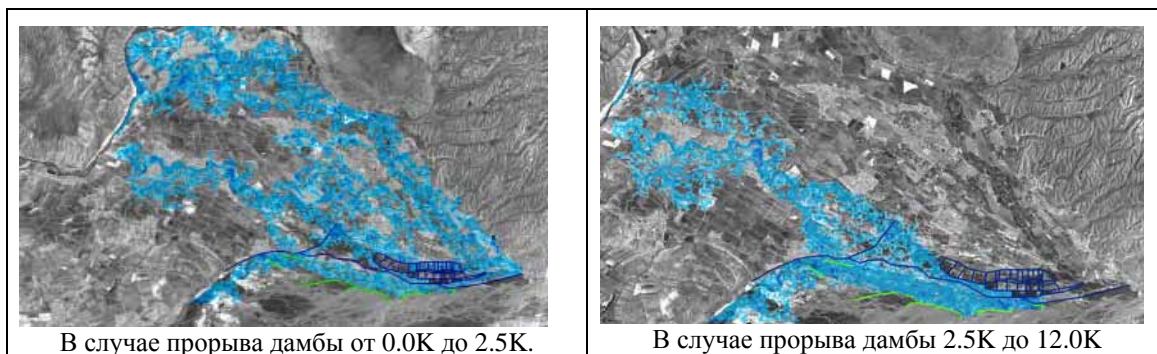 В случае прорыва дамбы от 0.0K до 2.5K.
В случае прорыва дамбы 2.5K до 12.0K